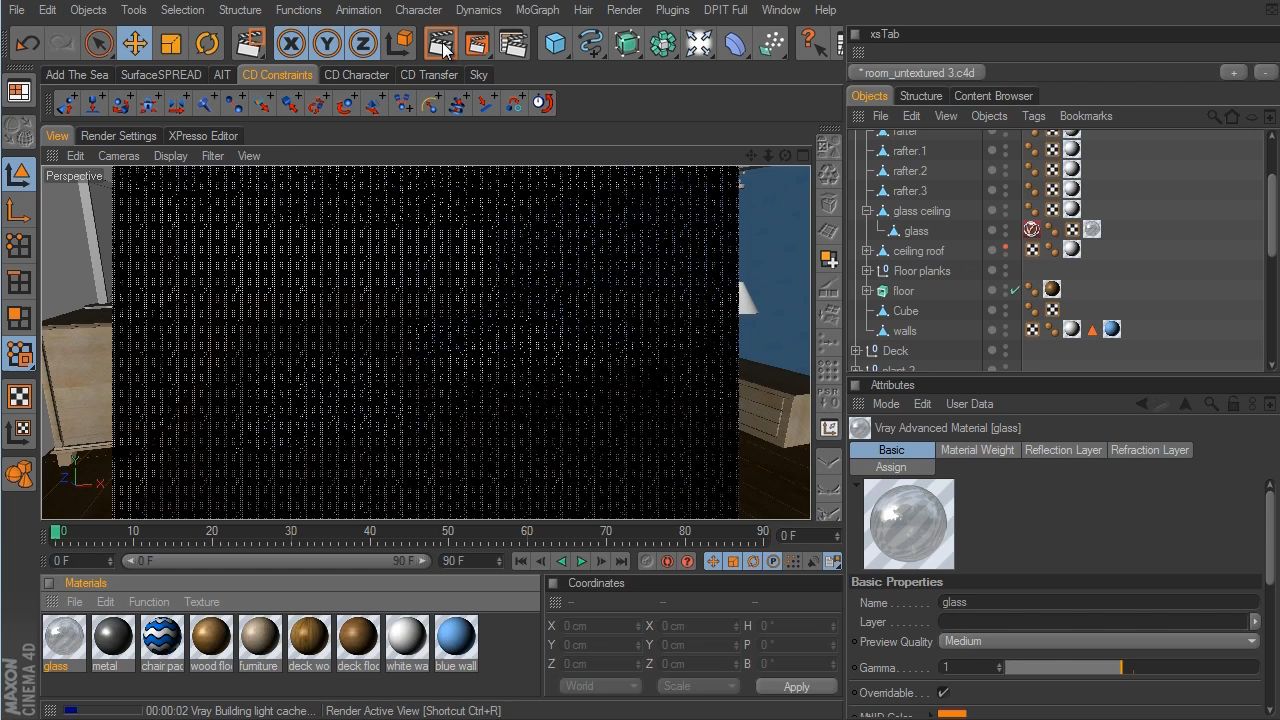 File Edit Objects Tools Selection Structure Functions Animation Character Dynamics MoGraph Hair Render Plugins DPIT Full Window Help
xsTab
* room_untextured 3.c4d
+ -
Add The Sea SurfaceSPREAD AIT CD Constraints CD Character CD Transfer Sky
Objects Structure Content Browser
File Edit View Objects Tags Bookmarks
View Render Settings XPresso Editor
Edit Cameras Display Filter View
Perspective
rafter
rafter.1
rafter.2
rafter.3
glass ceiling
glass
ceiling roof
Floor planks
floor
Cube
walls
Deck
plant 2
Attributes
Mode Edit User Data
Vray Advanced Material [glass]
Basic Material Weight Reflection Layer Refraction Layer
Assign
Basic Properties
Name glass
Layer
Preview Quality Medium
Gamma 1
Overidable
MatID Color
Y
Z X
0 10 20 30 40 50 60 70 80 90 0 F
0 F 0 F 90 F 90 F
Materials
File Edit Function Texture
glass metal chair pac wood floo furniture deck wo deck floo white wa blue wall
Coordinates
-- -- --
X 0 cm X 0 cm H 0 °
Y 0 cm Y 0 cm P 0 °
Z 0 cm Z 0 cm B 0 °
World Scale Apply
MAXON
CINEMA 4D
00:00:02 Vray Building light cache... Render Active View [Shortcut Ctrl+R]